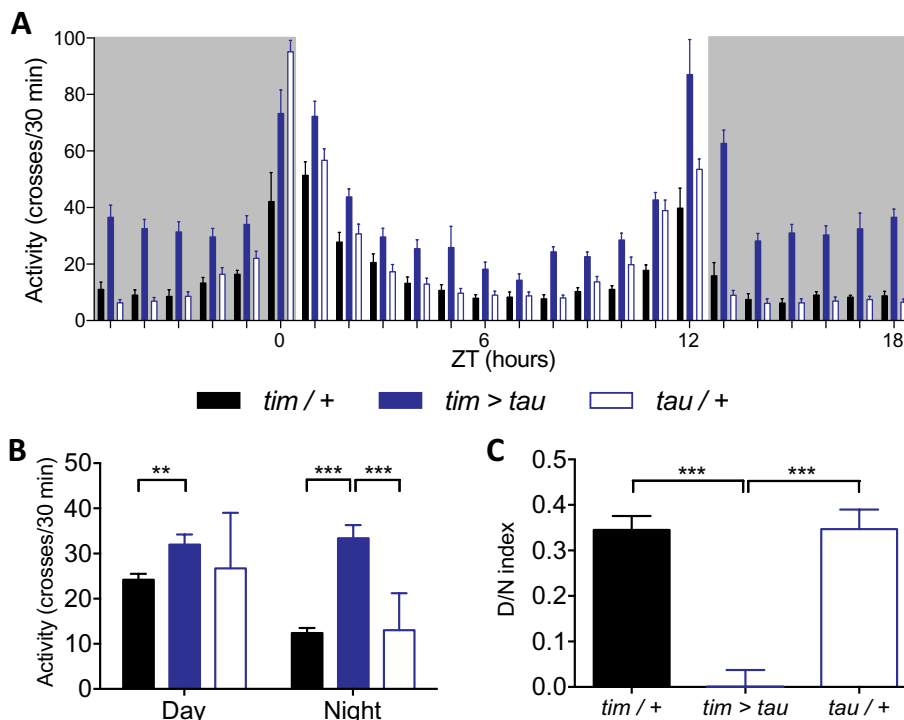 A
Activity (crosses/30 min)
100
80
60
40
20
0
0 6 12 18
ZT (hours)
tim / + tim > tau tau / +
B
Activity (crosses/30 min)
50
40
30
20
10
0
** *** ***
Day Night
C
D/N index
0.5
0.4
0.3
0.2
0.1
0.0
*** ***
tim / + tim > tau tau / +